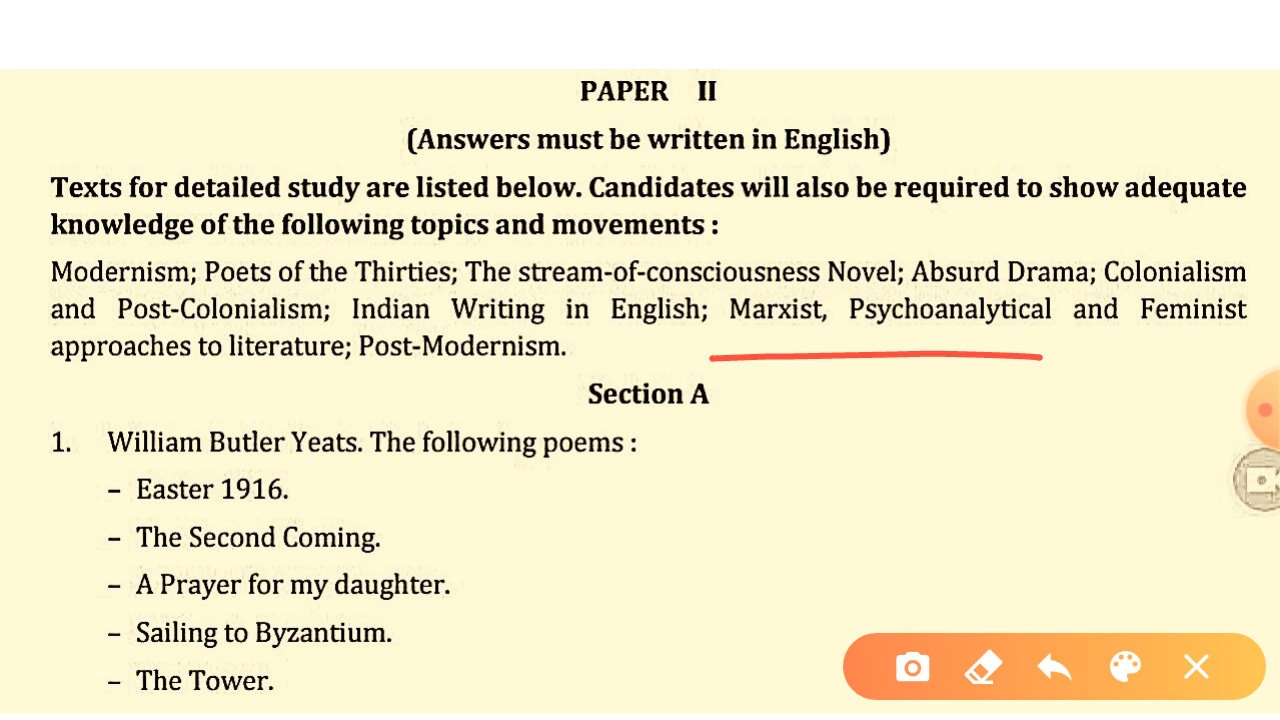 PAPER II
(Answers must be written in English)
Texts for detailed study are listed below. Candidates will also be required to show adequate
knowledge of the following topics and movements :
Modernism; Poets of the Thirties; The stream-of-consciousness Novel; Absurd Drama; Colonialism
and Post-Colonialism; Indian Writing in English; Marxist, Psychoanalytical and Feminist
approaches to literature; Post-Modernism.
Section A
1. William Butler Yeats. The following poems :
– Easter 1916.
– The Second Coming.
– A Prayer for my daughter.
– Sailing to Byzantium.
– The Tower.